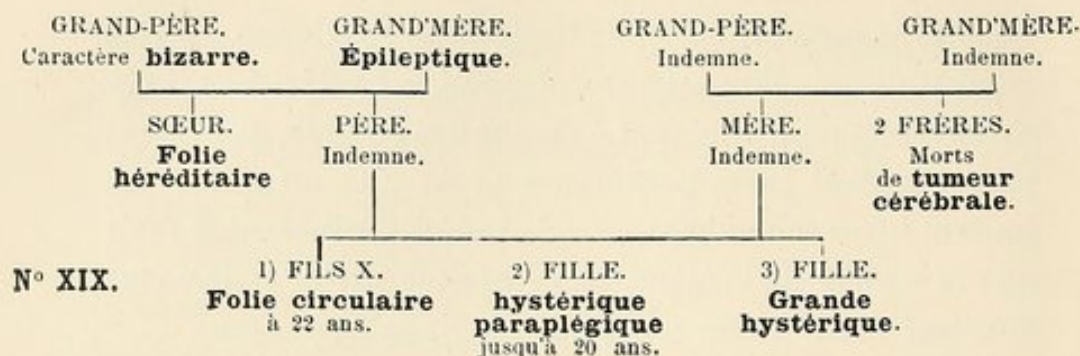 GRAND-PÈRE. GRAND'MÈRE. GRAND-PÈRE. GRAND'MÈRE.
Caractère bizarre. Épileptique. Indemne. Indemne.
SŒUR. PÈRE. MÈRE. 2 FRÈRES.
Folie Indemne. Indemne. Morts
héréditaire de tumeur
cérébrale.
No XIX. 1) FILS X. 2) FILLE. 3) FILLE.
Folie circulaire hystérique Grande
à 22 ans. paraplégique hystérique.
jusqu'à 20 ans.